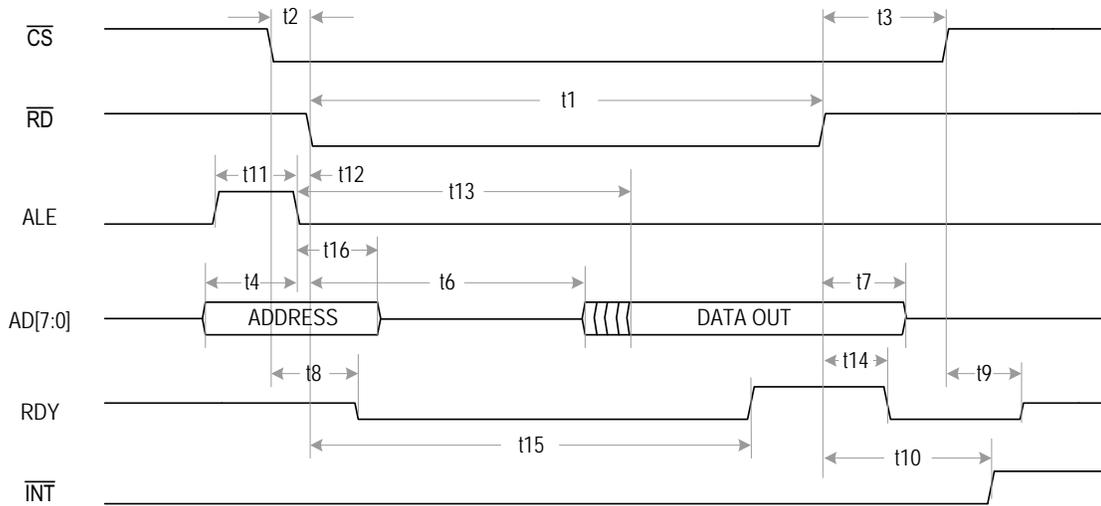 t2
t3
CS
t1
RD
t11
t12
t13
ALE
t16
t4
t6
t7
AD[7:0]
ADDRESS
DATA OUT
t8
t14
t9
RDY
t15
t10
INT